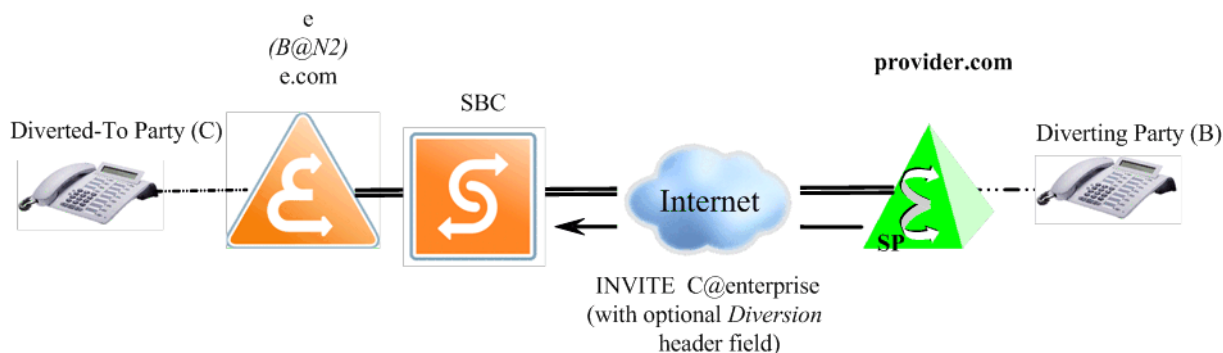 e
(B@N2)
e.com
provider.com
SBC
Diverted-To Party (C)
Diverting Party (B)
Internet
SP
INVITE C@enterprise
(with optional Diversion
header field)